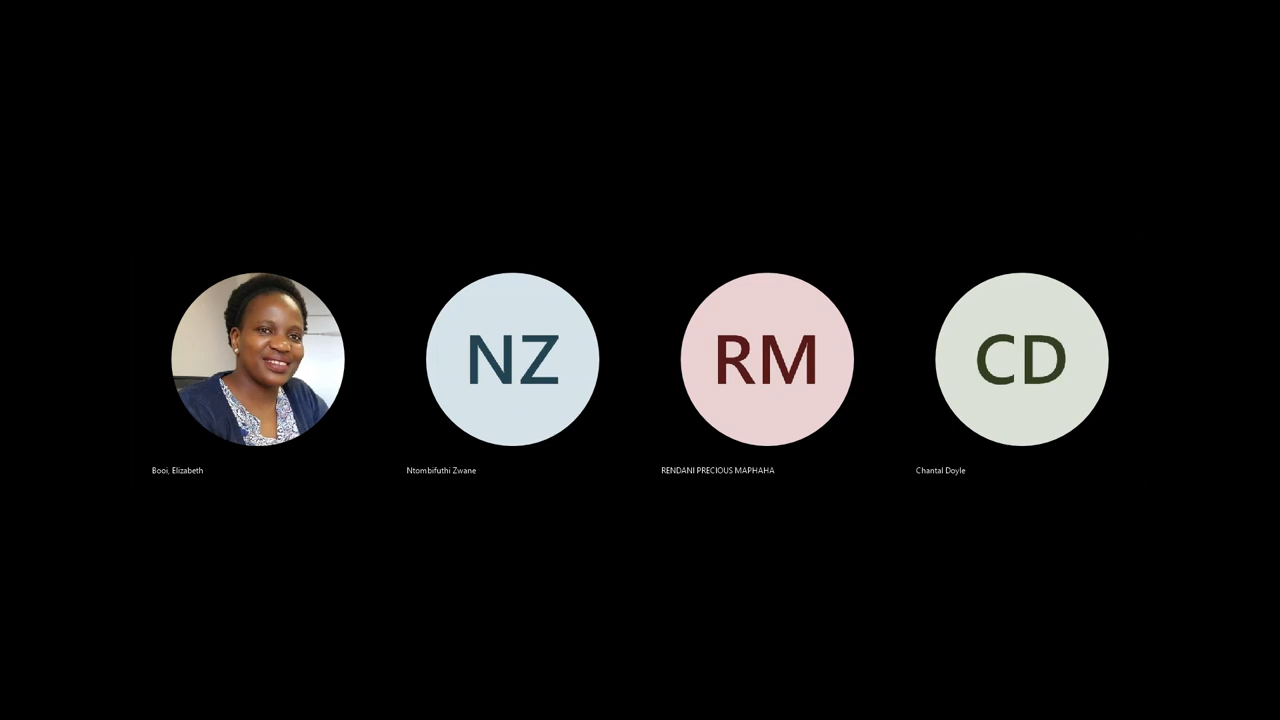 NZ
RM
CD
Booi, Elizabeth
Ntombifuthi Zwane
RENDANI PRECIOUS MAPHAHA
Chantal Doyle